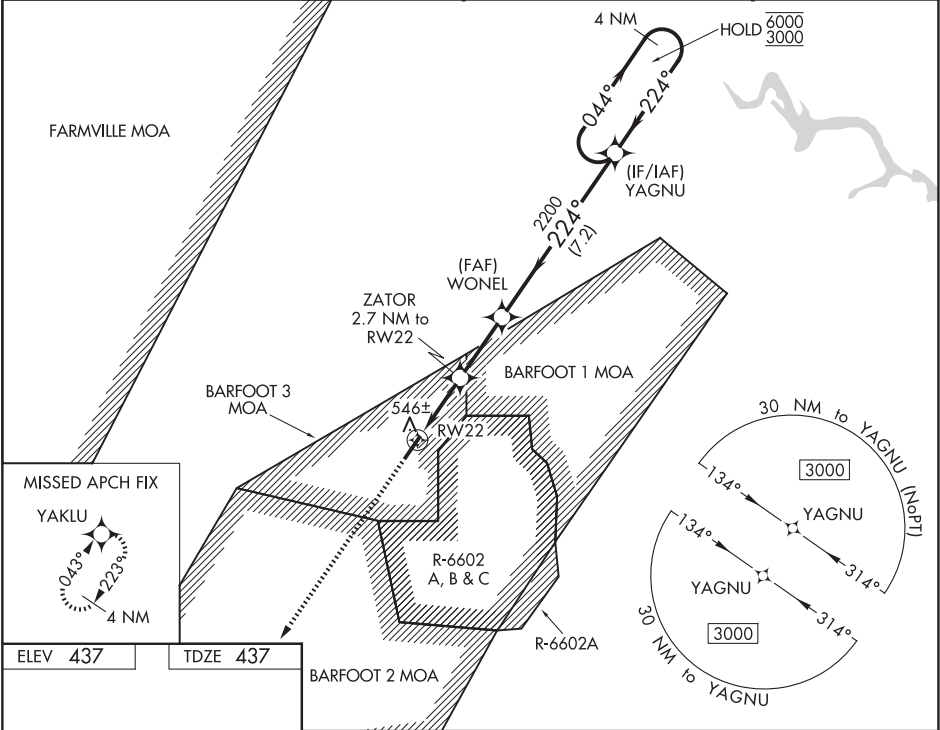 4 NM
HOLD 6000
3000
044°
224°
FARMVILLE MOA
(IF/IAF)
YAGNU
2200
224°
(7.2)
(FAF)
WONEL
ZATOR
2.7 NM to
RW22
BARFOOT 1 MOA
BARFOOT 3
MOA
546±
RW22
30 NM to YAGNU (NoPT)
3000
134°
YAGNU
314°
134°
YAGNU
314°
3000
30 NM to YAGNU
MISSED APCH FIX
YAKLU
043°
223°
4 NM
R-6602
A, B & C
R-6602A
ELEV 437
TDZE 437
BARFOOT 2 MOA